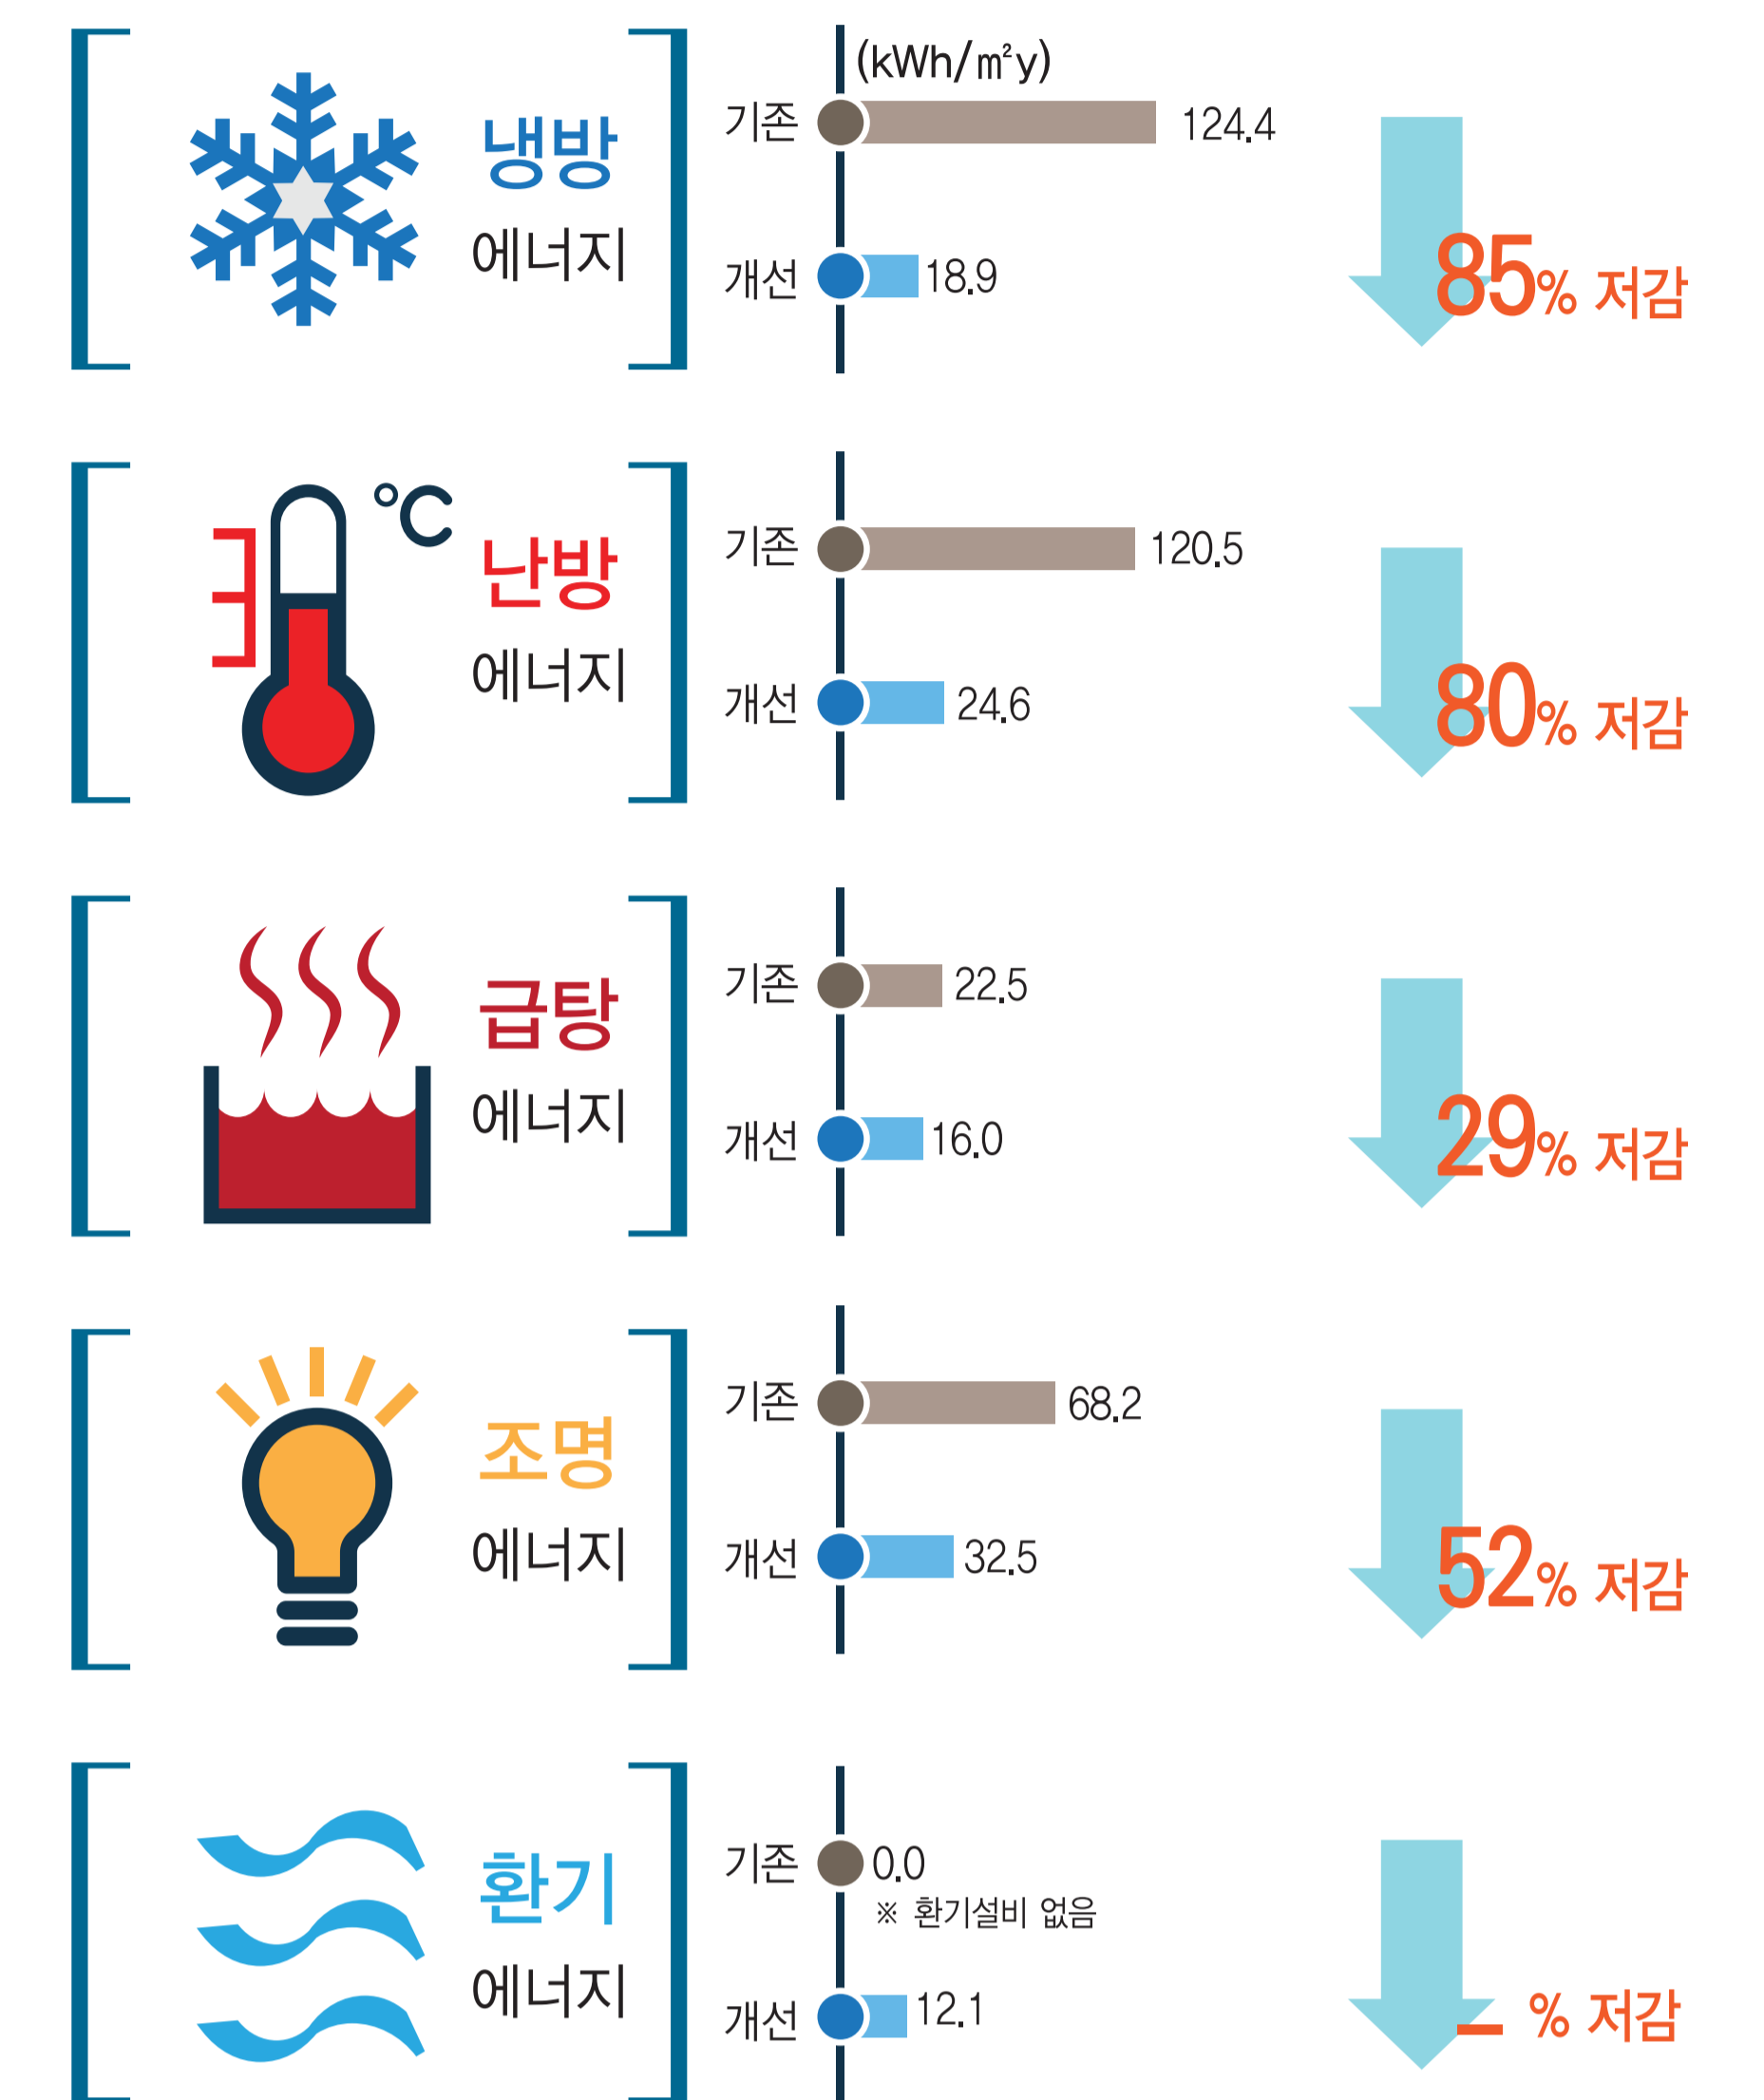 (kWh/㎡y)
냉방
에너지
기존 124.4
개선 18.9
85% 저감
℃
난방
에너지
기존 120.5
개선 24.6
80% 저감
급탕
에너지
기존 22.5
개선 16.0
29% 저감
조명
에너지
기존 68.2
개선 32.5
52% 저감
환기
에너지
기존 0.0
※ 환기설비 없음
개선 12.1
– % 저감